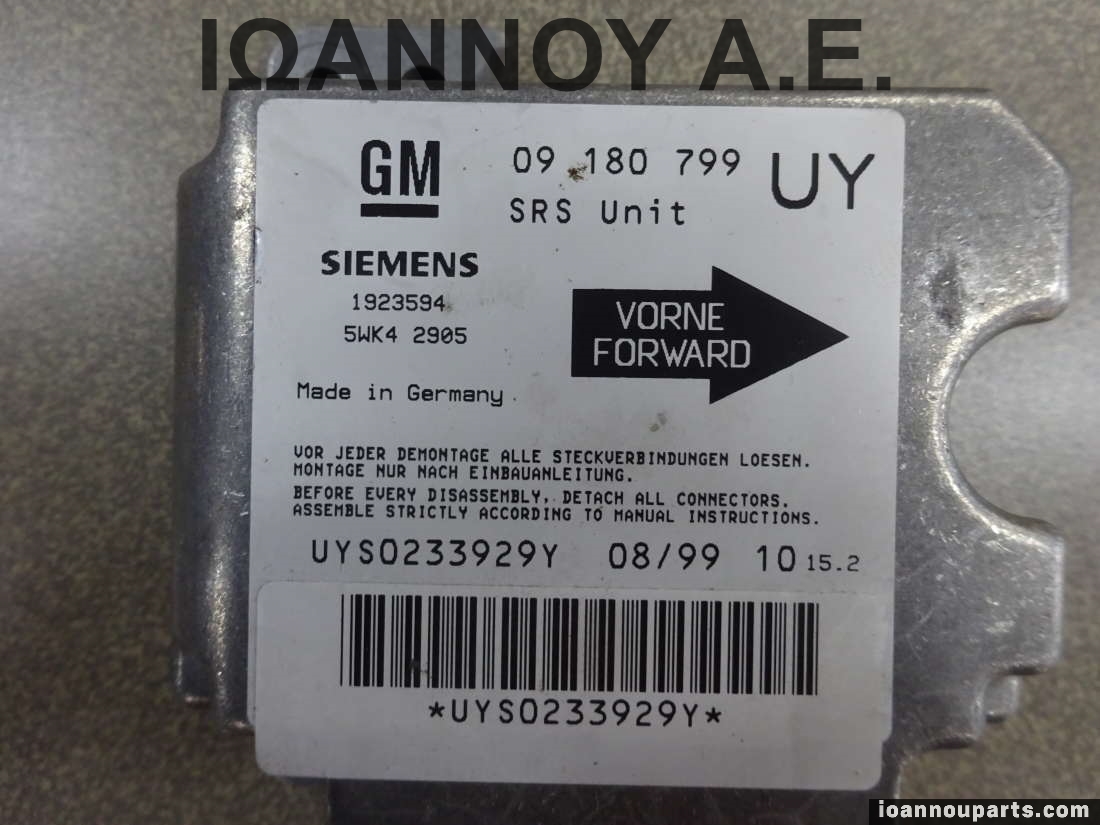 ΙΩΑΝΝΟΥ Α.Ε.
GM
09 180 799 UY
SRS Unit
SIEMENS
1923594
5WK4 2905
VORNE
FORWARD
Made in Germany
VOR JEDER DEMONTAGE ALLE STECKVERBINDUNGEN LOESEN.
MONTAGE NUR NACH EINBAUANLEITUNG.
BEFORE EVERY DISASSEMBLY, DETACH ALL CONNECTORS.
ASSEMBLE STRICTLY ACCORDING TO MANUAL INSTRUCTIONS.
UYS0233929Y 08/99 10 15.2
*UYS0233929Y*
ioannouparts.com